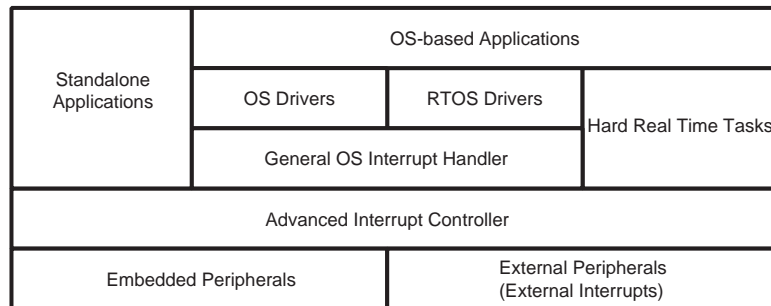 OS-based Applications
Standalone
Applications
OS Drivers
RTOS Drivers
Hard Real Time Tasks
General OS Interrupt Handler
Advanced Interrupt Controller
Embedded Peripherals
External Peripherals
(External Interrupts)